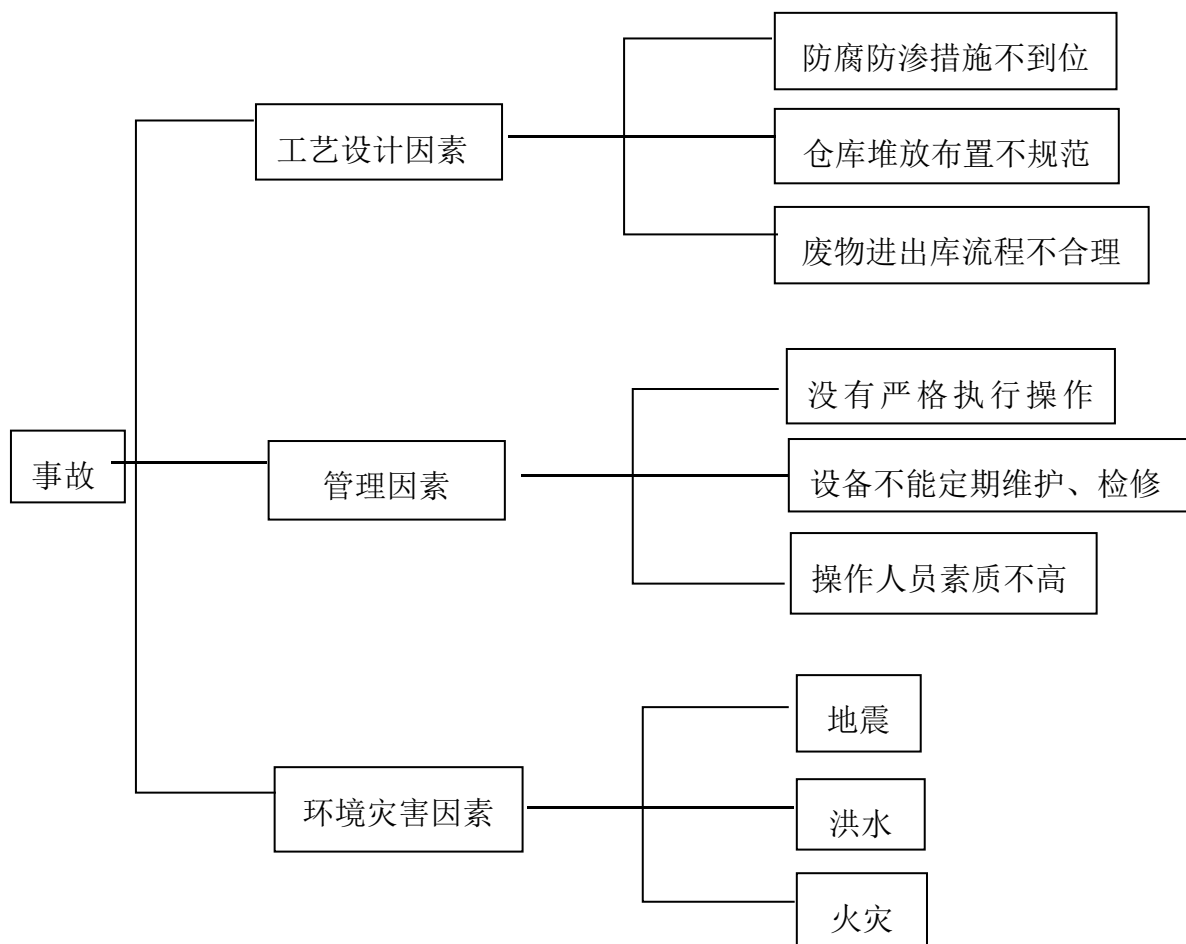 防腐防渗措施不到位
工艺设计因素
仓库堆放布置不规范
废物进出库流程不合理
没有严格执行操作
事故
管理因素
设备不能定期维护、检修
操作人员素质不高
地震
环境灾害因素
洪水
火灾